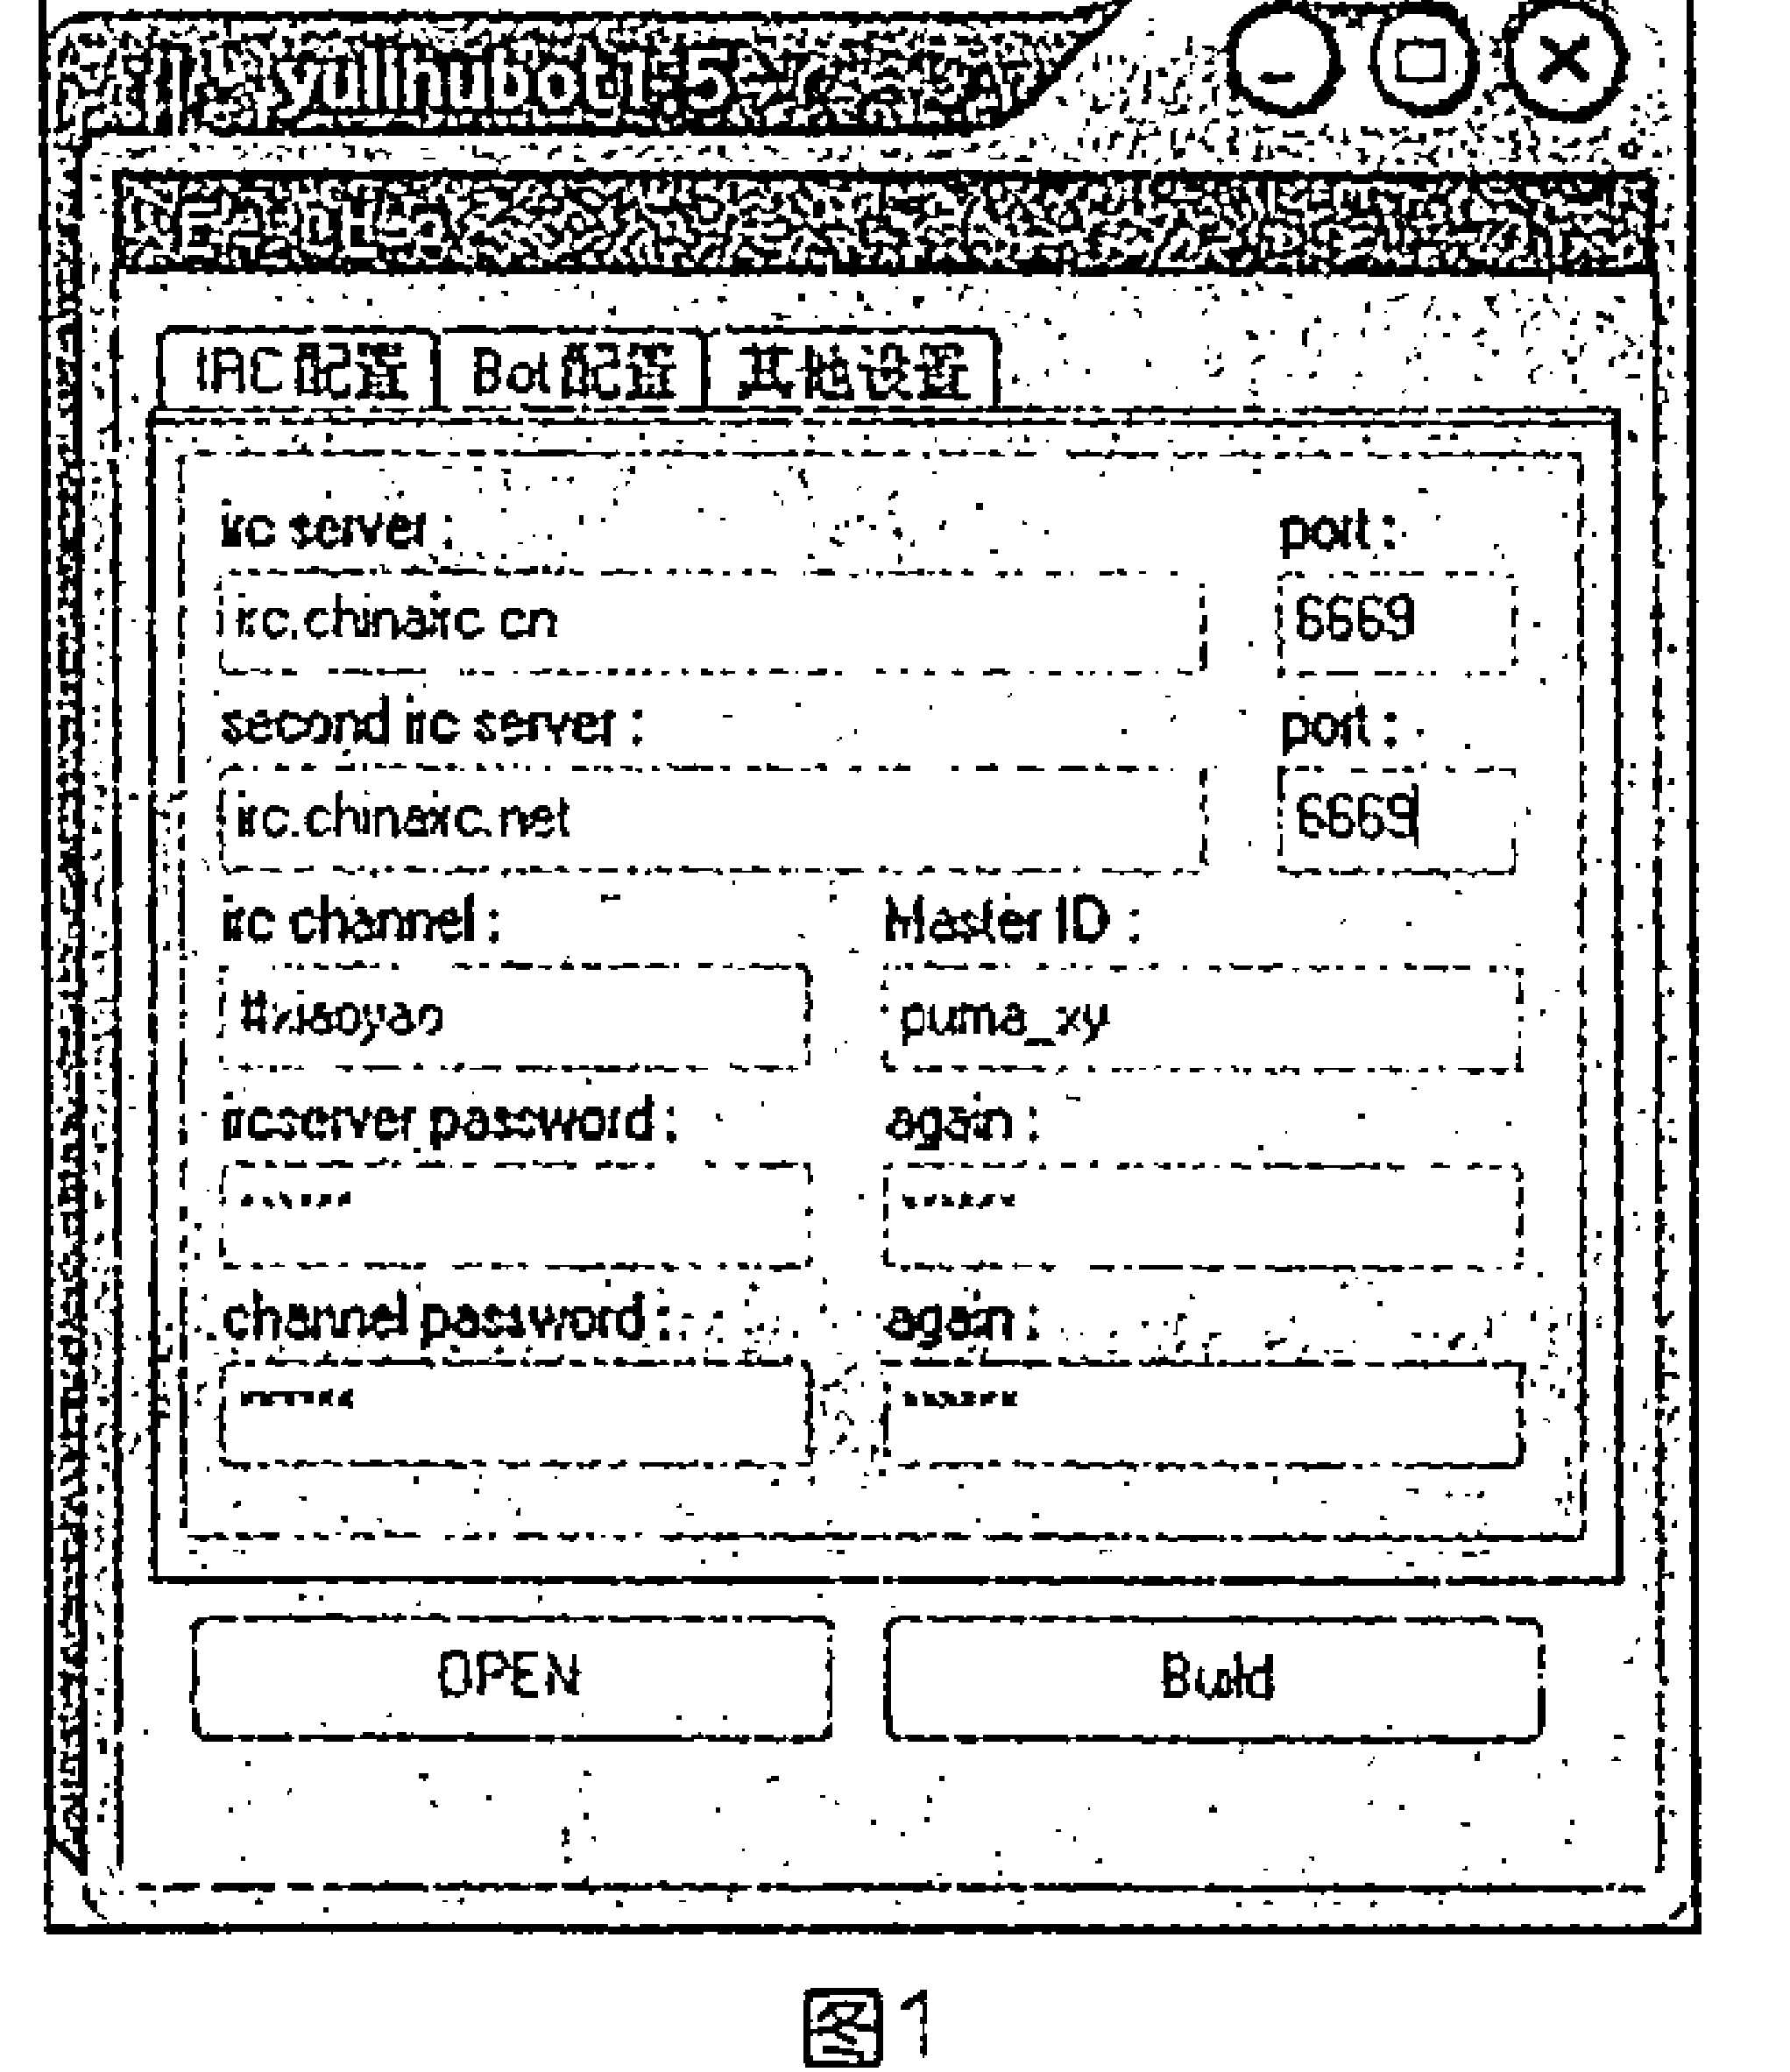 yulihubot1.5
IRC配置 Bot配置 其他设置
irc server: port:
irc.chinairc.cn 6669
second irc server: port:
irc.chinairc.net 6669
irc channel: Master ID:
#xiaoyao puma_xy
ircserver password: again:
****** ******
channel password: again:
****** ******
OPEN Build
图1